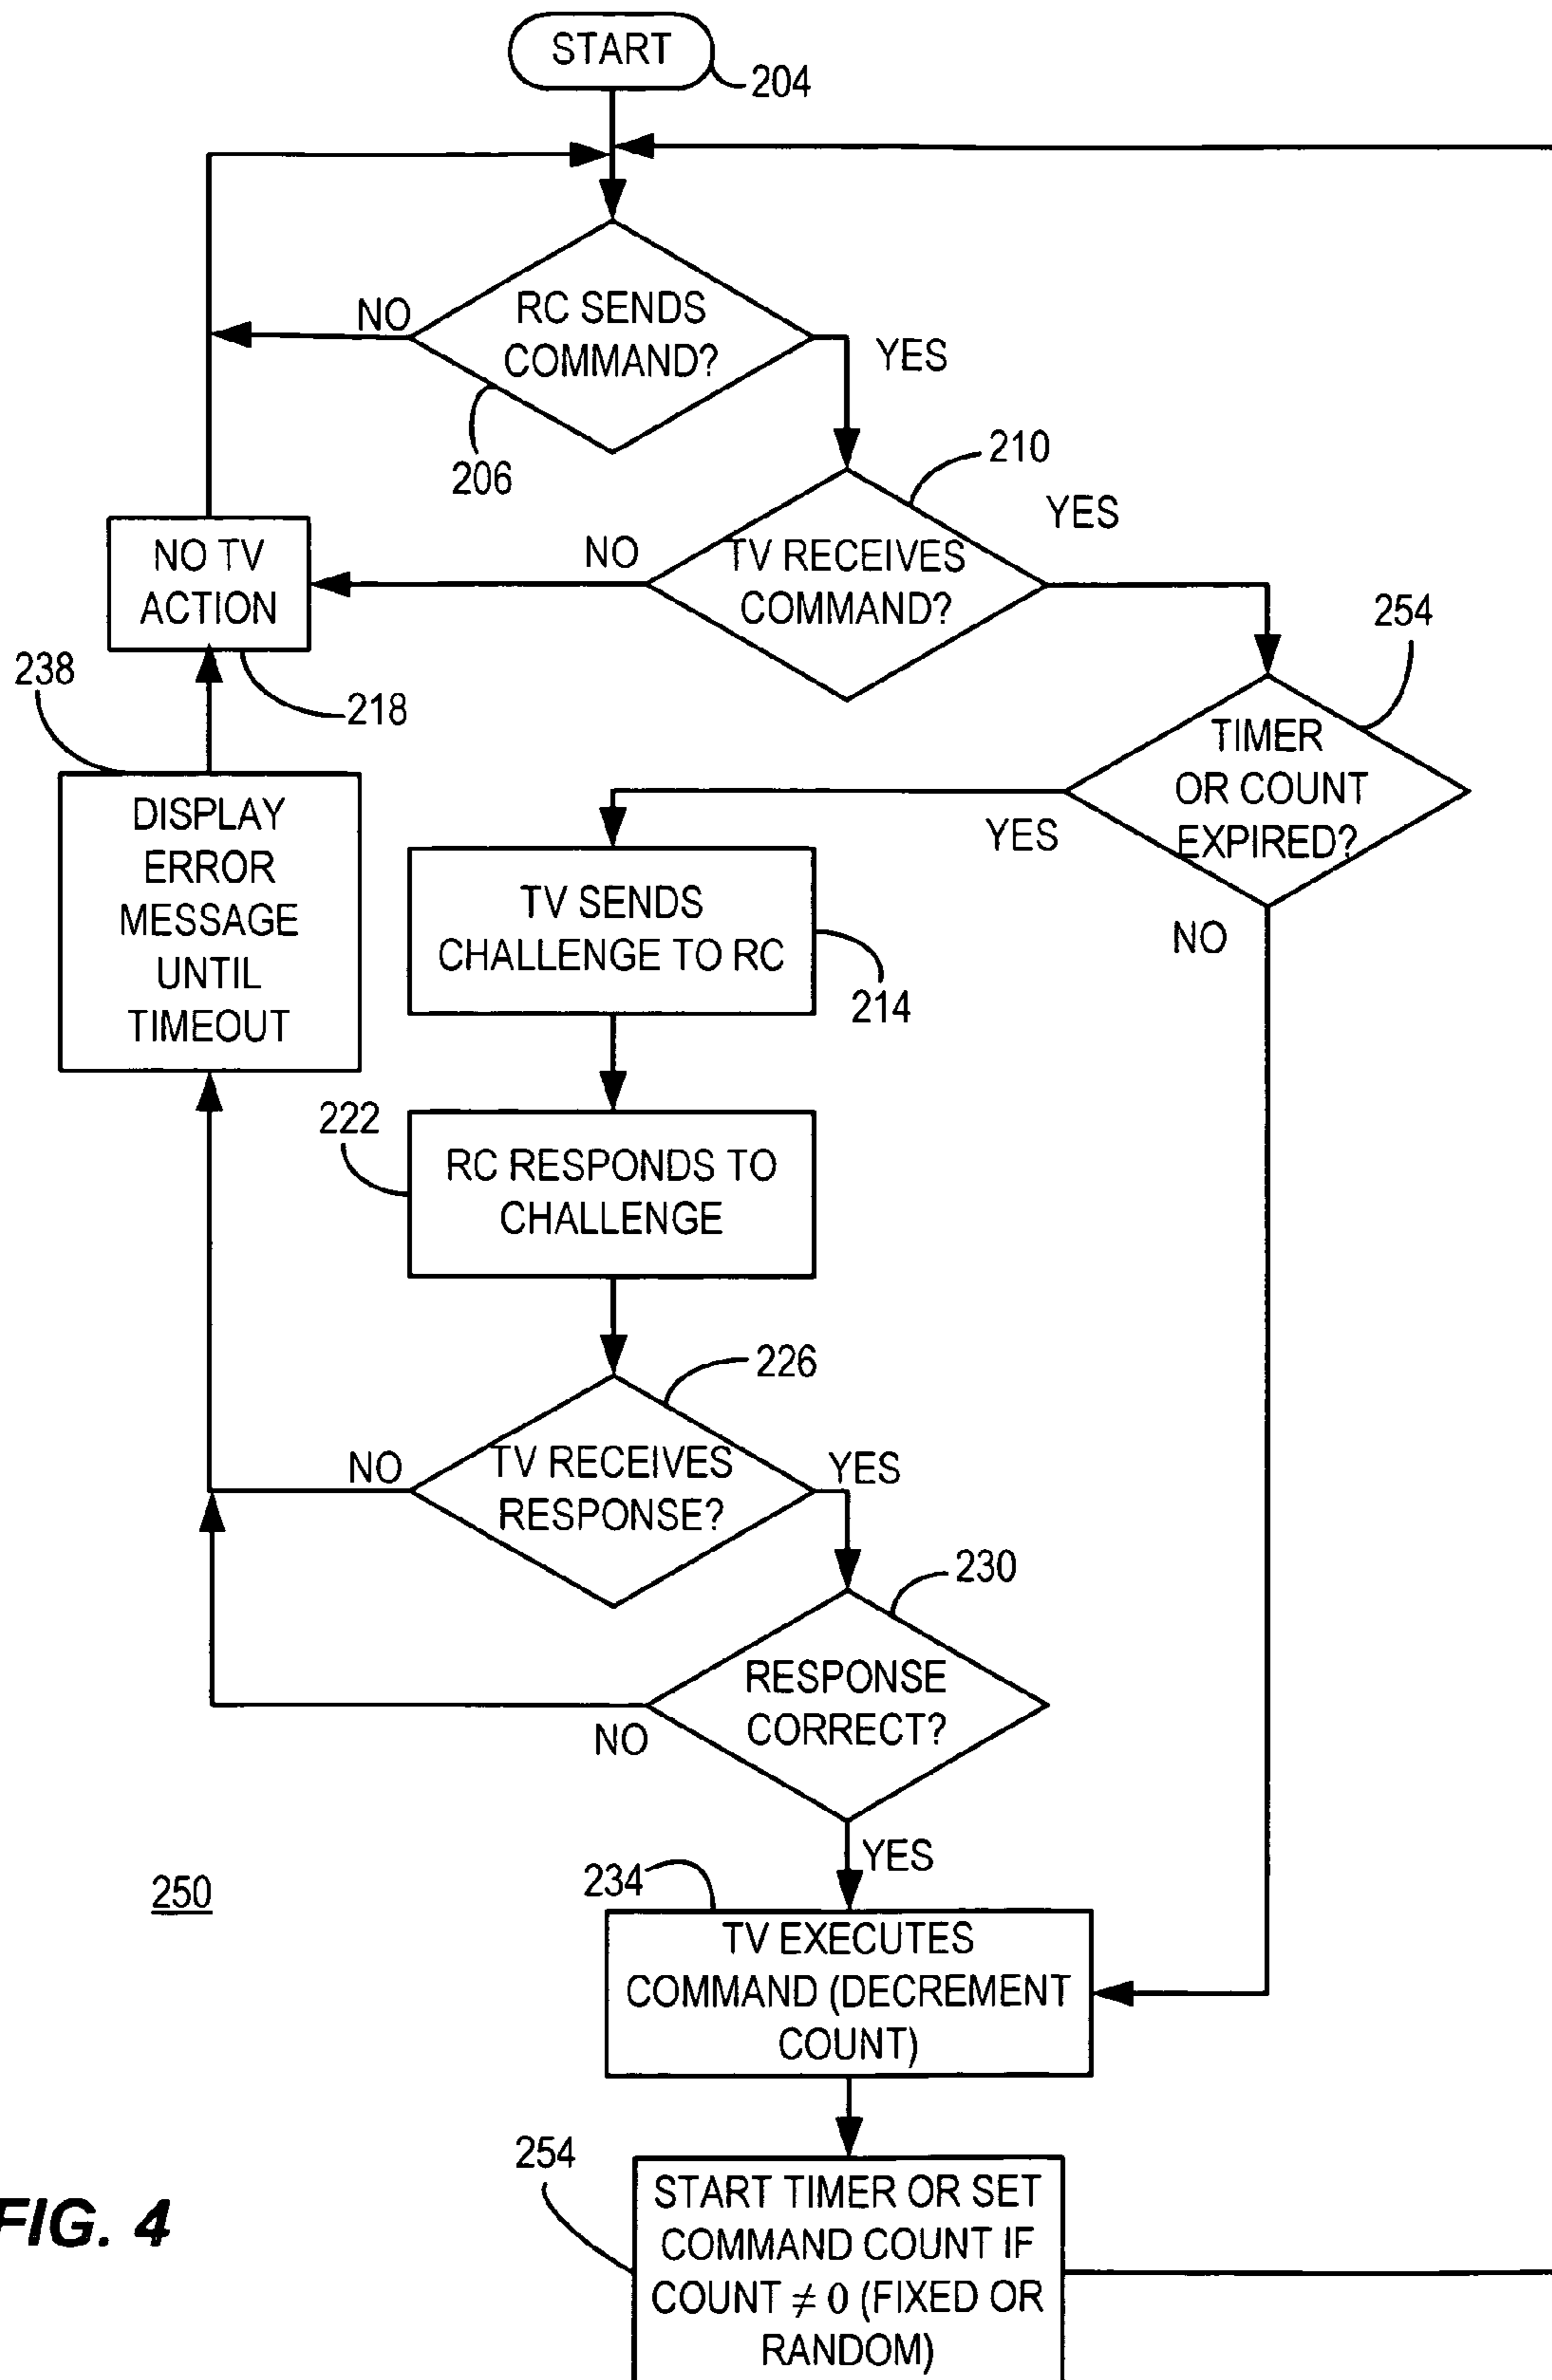 START
204
NO
RC SENDS
COMMAND?
YES
206
210
YES
NO
TV RECEIVES
COMMAND?
NO TV
ACTION
254
238
218
TIMER
OR COUNT
EXPIRED?
YES
NO
DISPLAY
ERROR
MESSAGE
UNTIL
TIMEOUT
TV SENDS
CHALLENGE TO RC
214
222
RC RESPONDS TO
CHALLENGE
226
NO
TV RECEIVES
RESPONSE?
YES
230
RESPONSE
CORRECT?
NO
YES
250
234
TV EXECUTES
COMMAND (DECREMENT
COUNT)
254
START TIMER OR SET
COMMAND COUNT IF
COUNT ≠ 0 (FIXED OR
RANDOM)
FIG. 4